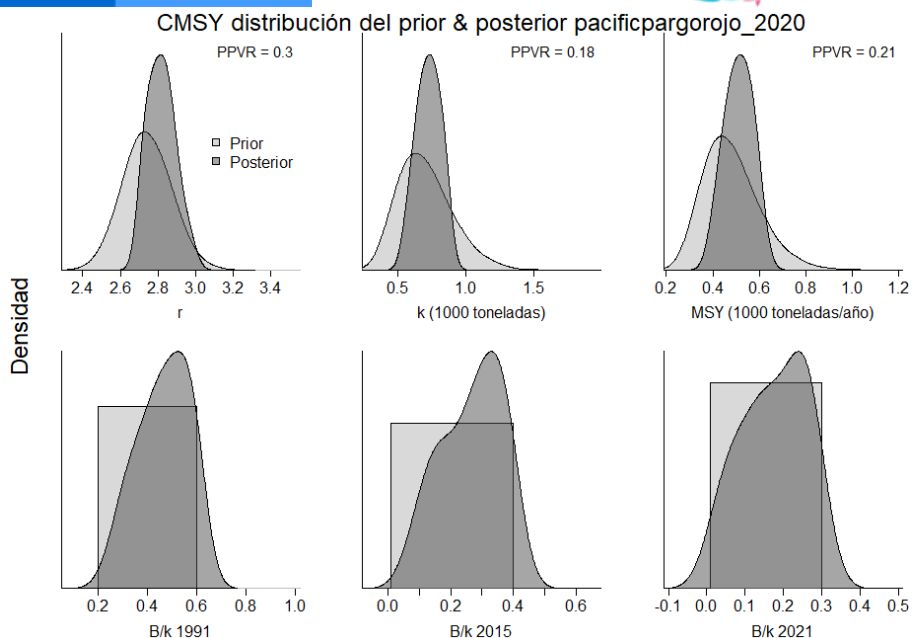 CMSY distribución del prior & posterior pacificpargorojo_2020
PPVR = 0.3
PPVR = 0.18
PPVR = 0.21
Prior
Posterior
2.4 2.6 2.8 3.0 3.2 3.4
r
0.5 1.0 1.5
k (1000 toneladas)
0.2 0.4 0.6 0.8 1.0 1.2
MSY (1000 toneladas/año)
Densidad
0.2 0.4 0.6 0.8 1.0
B/k 1991
0.0 0.2 0.4 0.6
B/k 2015
-0.1 0.0 0.1 0.2 0.3 0.4 0.5
B/k 2021